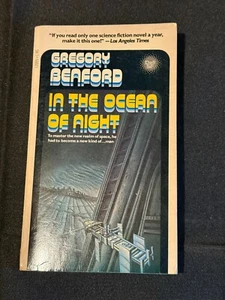 "If you read only one science fiction novel a year,
make it this one!" — Los Angeles Times
GREGORY
BENFORD
IN THE OCEAN
OF NIGHT
To master the new realm of space, he
had to become a new kind of...man